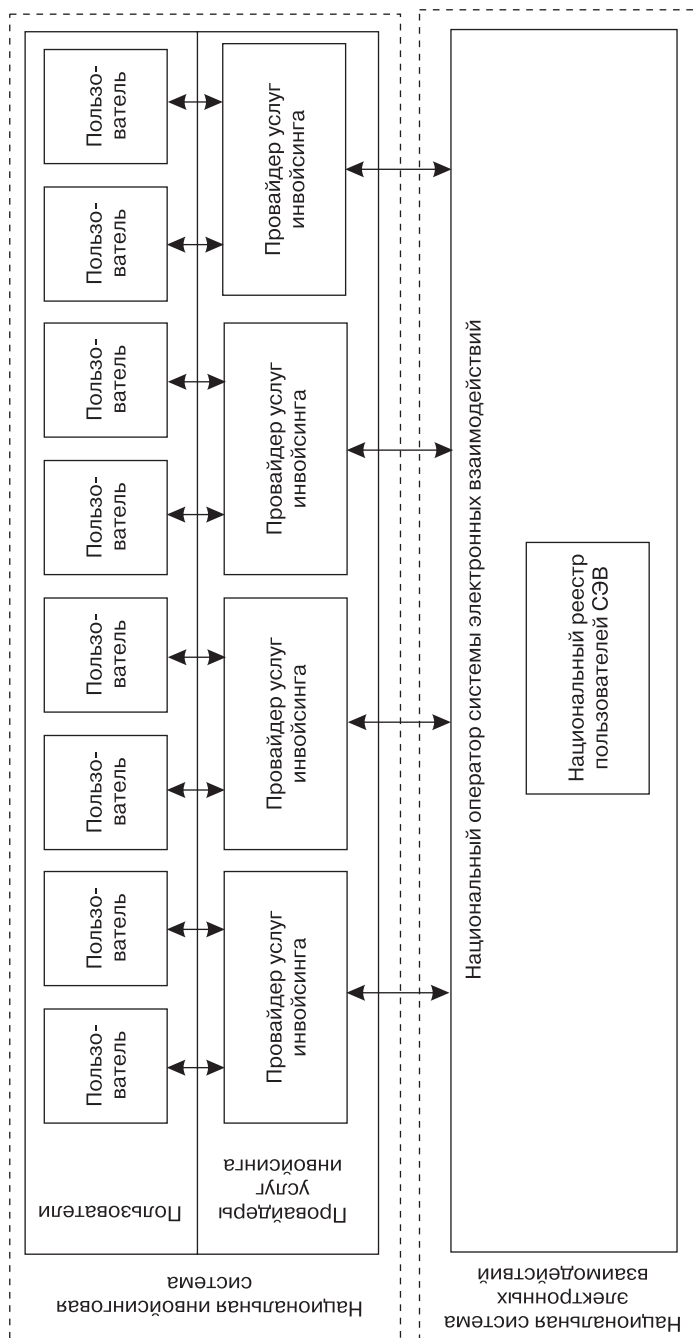 Национальная инвойсинговая
система
Пользователи
Пользо-
ватель
Пользо-
ватель
Пользо-
ватель
Пользо-
ватель
Пользо-
ватель
Пользо-
ватель
Пользо-
ватель
Пользо-
ватель
Провайдеры
услуг
инвойсинга
Провайдер услуг
инвойсинга
Провайдер услуг
инвойсинга
Провайдер услуг
инвойсинга
Провайдер услуг
инвойсинга
Национальная система
электронных
взаимодействий
Национальный оператор системы электронных взаимодействий
Национальный реестр
пользователей СЭВ